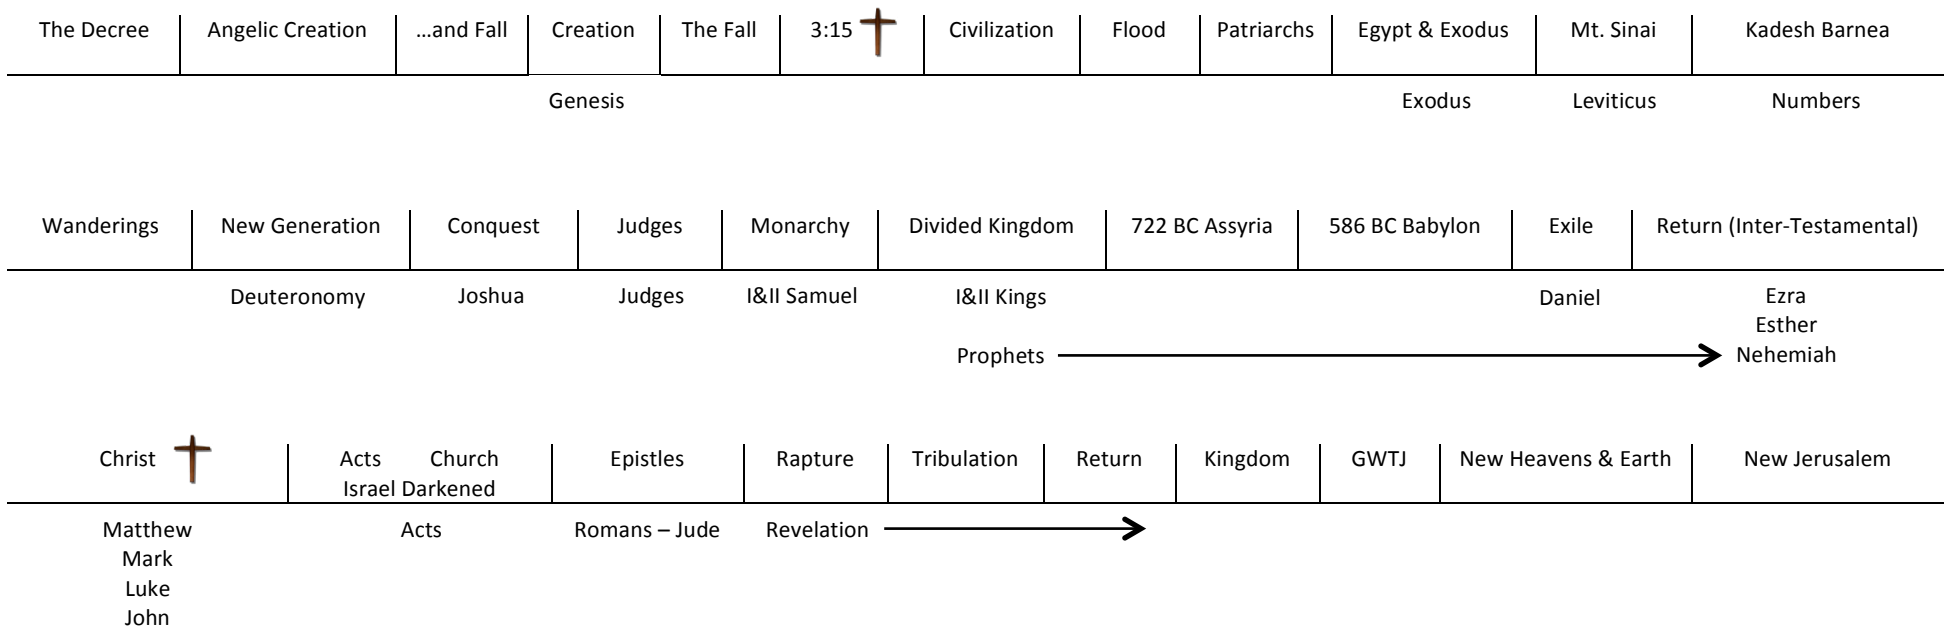 The Decree Angelic Creation ...and Fall Creation The Fall 3:15 Civilization Flood Patriarchs Egypt & Exodus Mt. Sinai Kadesh Barnea
Genesis Exodus Leviticus Numbers
Wanderings New Generation Conquest Judges Monarchy Divided Kingdom 722 BC Assyria 586 BC Babylon Exile Return (Inter-Testamental)
Deuteronomy Joshua Judges I&II Samuel I&II Kings Daniel Ezra
Esther
Prophets Nehemiah
Christ Acts Church Epistles Rapture Tribulation Return Kingdom GWTJ New Heavens & Earth New Jerusalem
Israel Darkened
Matthew Acts Romans – Jude Revelation
Mark
Luke
John